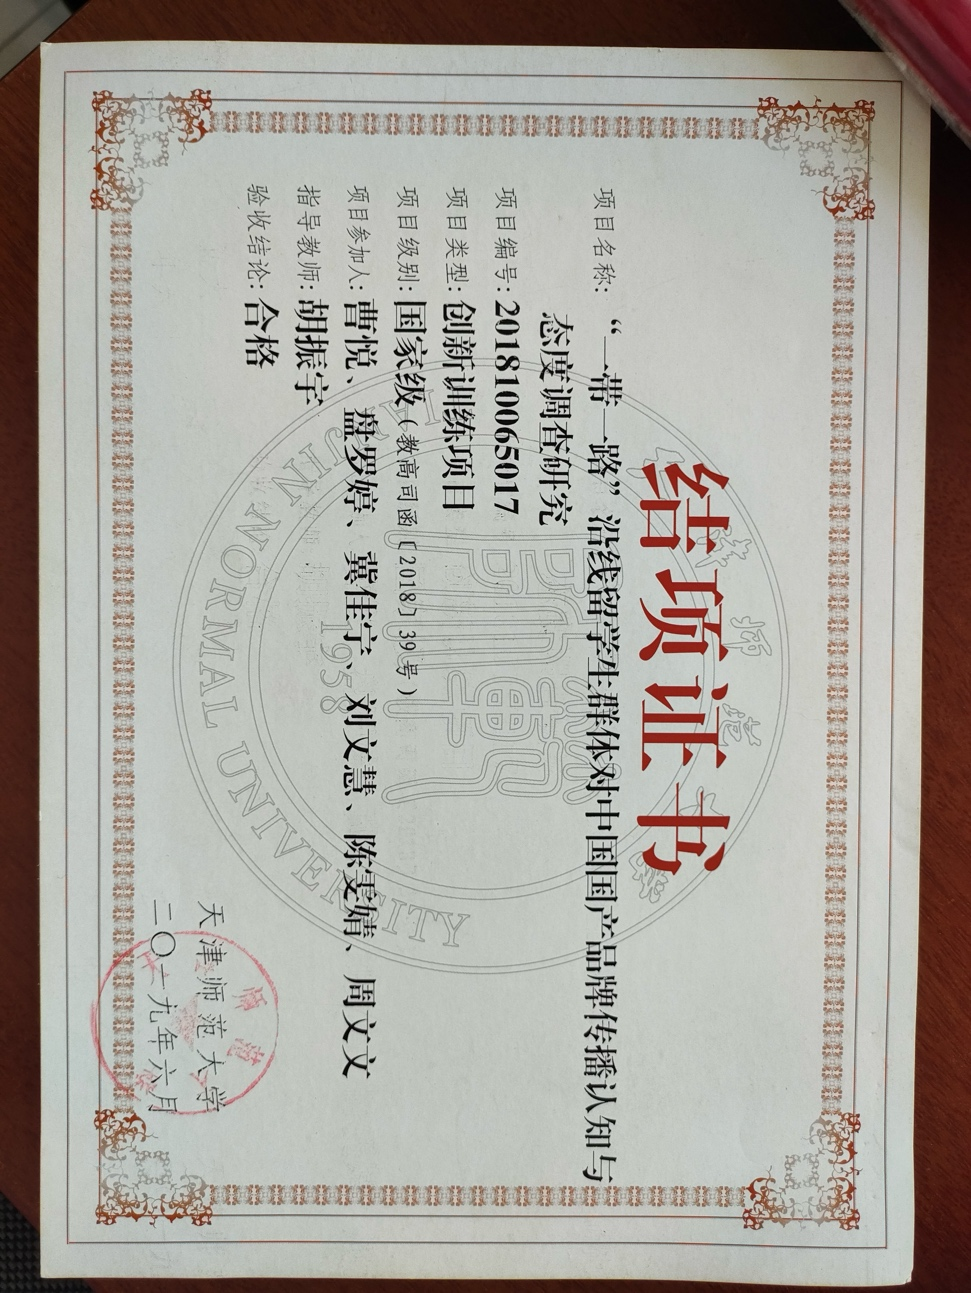 结项证书
项目名称：“一带一路”沿线留学生群体对中国国产品牌传播认知与
态度调查研究
项目编号：201810065017
项目类型：创新训练项目
项目级别：国家级（教高司函〔2018〕39号）
项目参加人：曹悦、盘罗婷、冀佳宇、刘文慧、陈雯婧、周文文
指导教师：胡振宇
验收结论：合格
天津师范大学
二〇一九年六月
NORMAL UNIVERSITY
1958